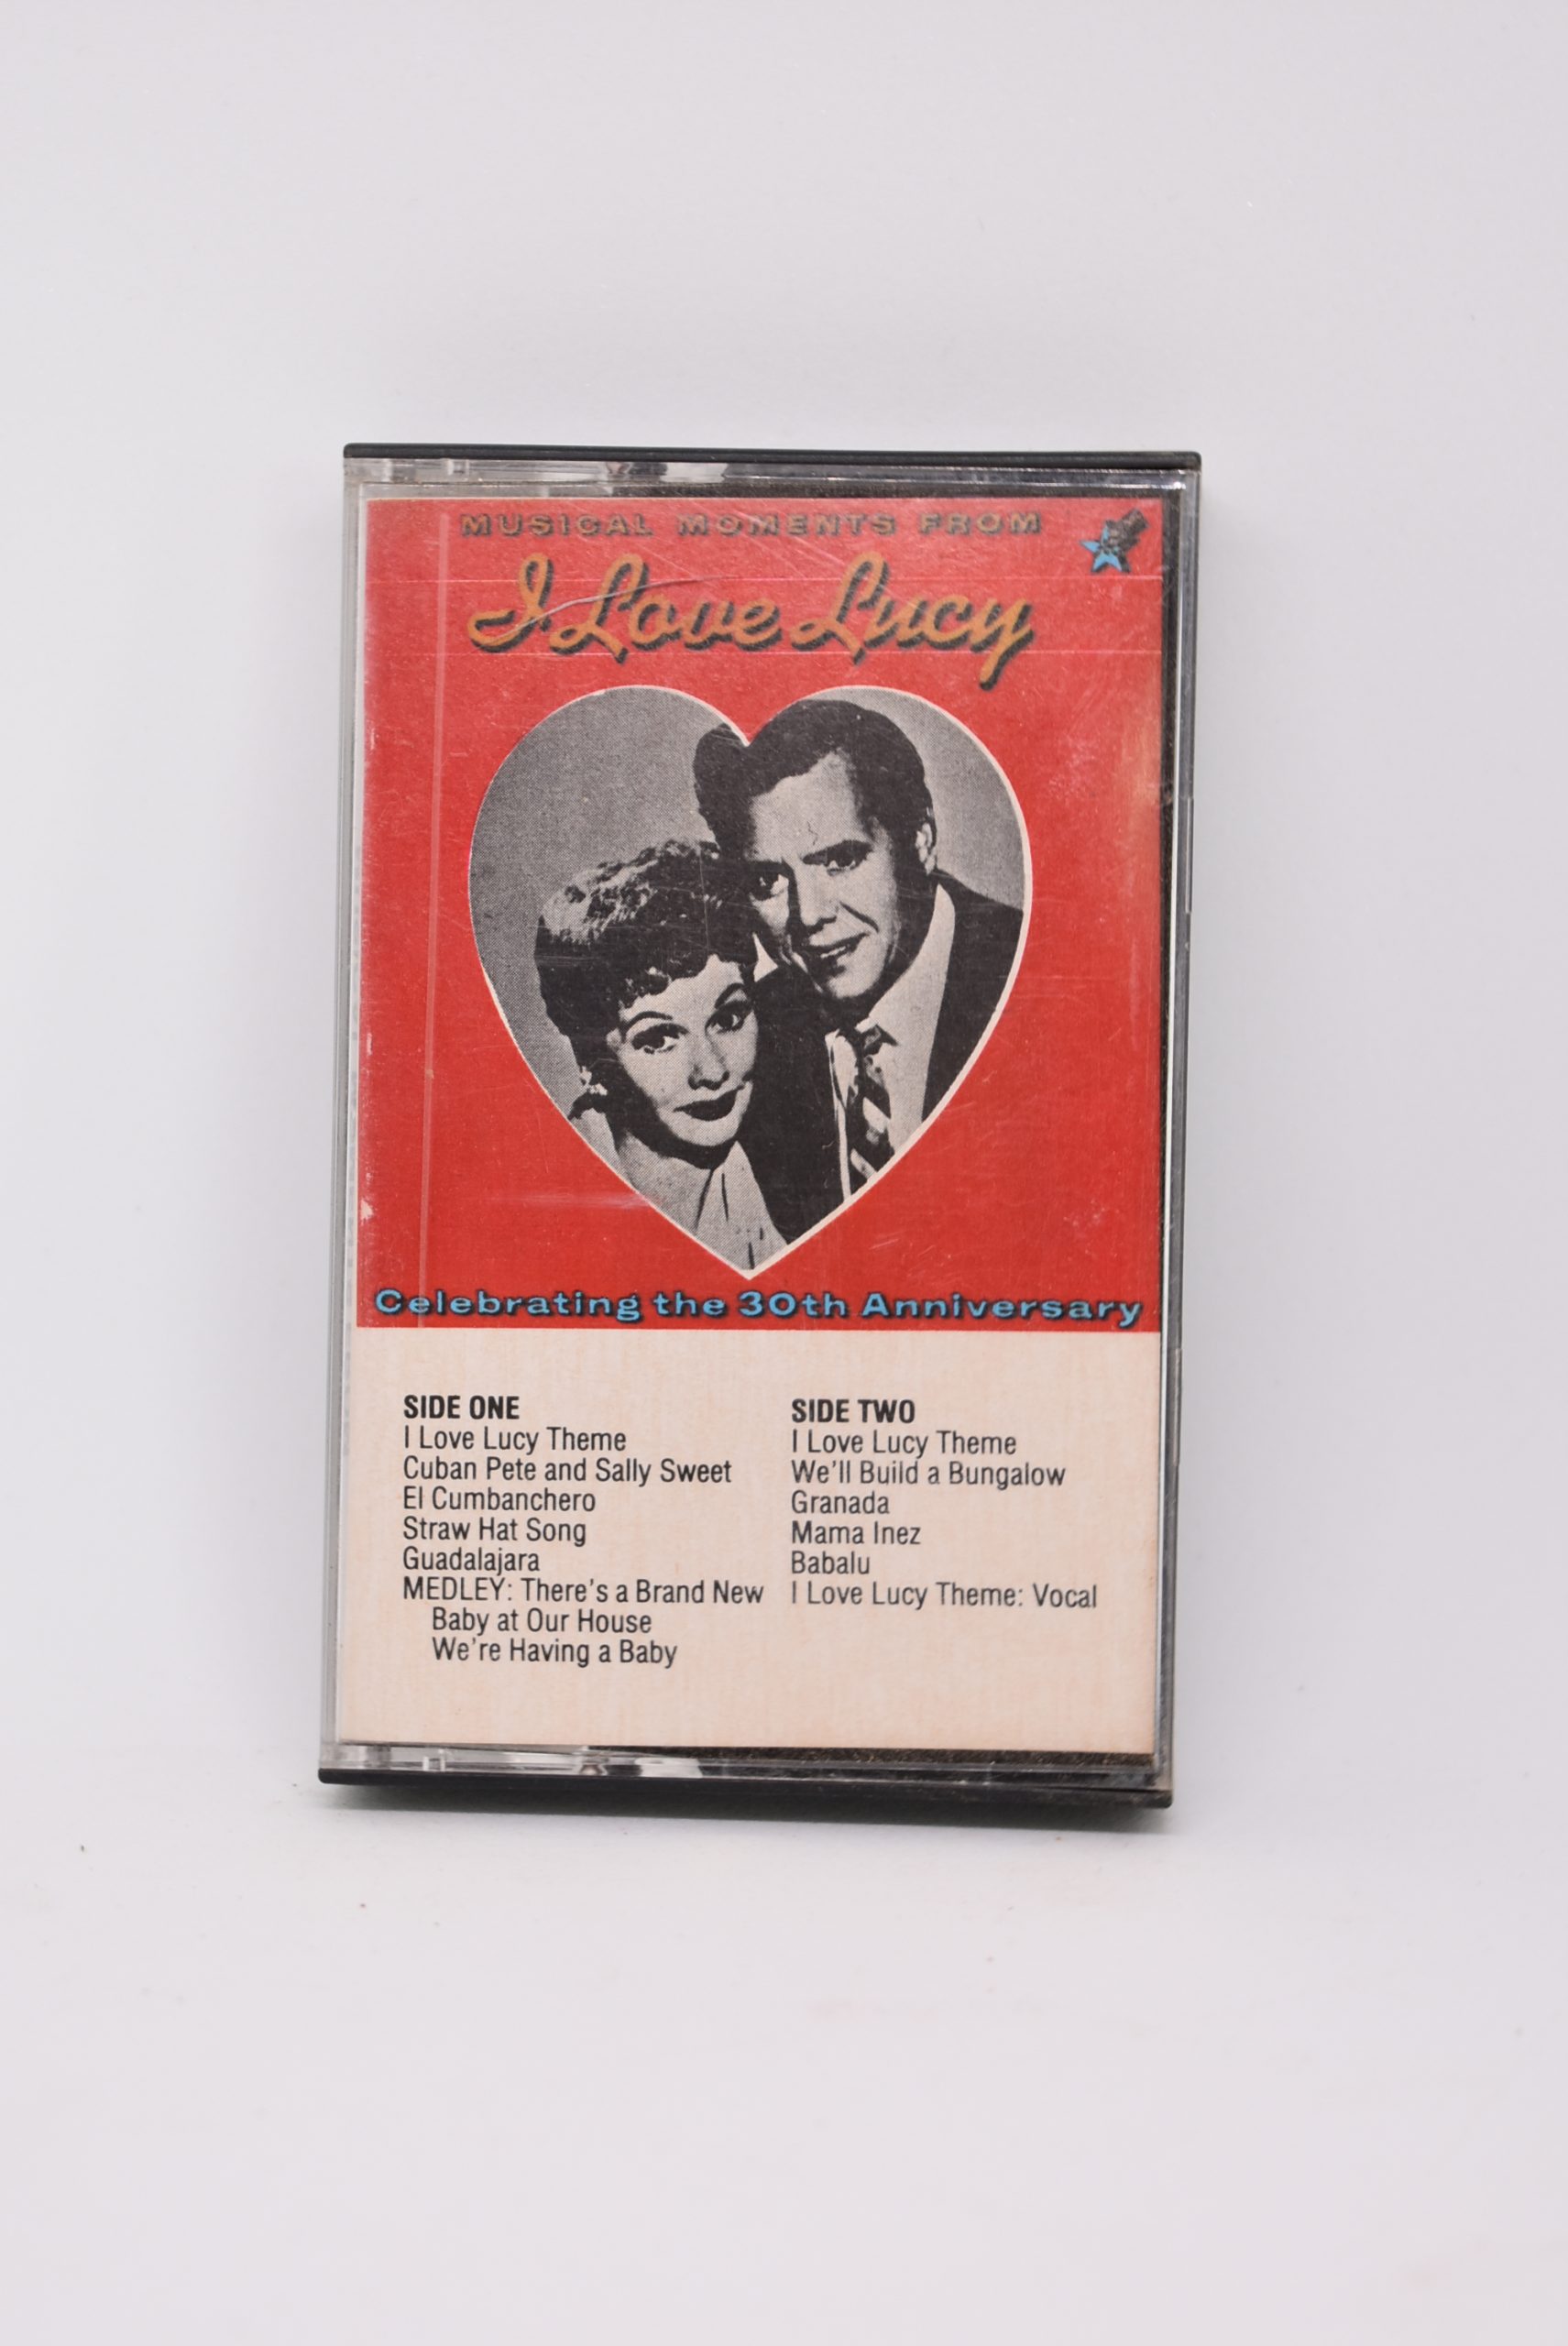 MUSICAL MOMENTS FROM
I Love Lucy
Celebrating the 30th Anniversary
SIDE ONE
I Love Lucy Theme
Cuban Pete and Sally Sweet
El Cumbanchero
Straw Hat Song
Guadalajara
MEDLEY: There's a Brand New
Baby at Our House
We're Having a Baby
SIDE TWO
I Love Lucy Theme
We'll Build a Bungalow
Granada
Mama Inez
Babalu
I Love Lucy Theme: Vocal